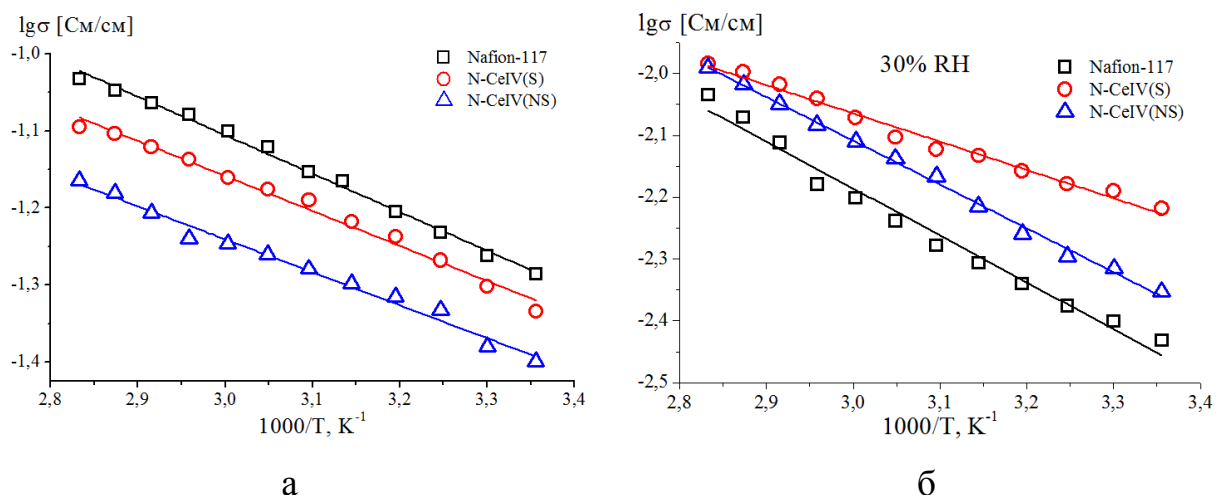 lgσ [См/см]
-1,0
-1,1
-1,2
-1,3
-1,4
2,8 2,9 3,0 3,1 3,2 3,3 3,4
1000/T, K⁻¹
Nafion-117
N-CeIV(S)
N-CeIV(NS)
а
lgσ [См/см]
-2,0
-2,1
-2,2
-2,3
-2,4
-2,5
2,8 2,9 3,0 3,1 3,2 3,3 3,4
1000/T, K⁻¹
30% RH
Nafion-117
N-CeIV(S)
N-CeIV(NS)
б